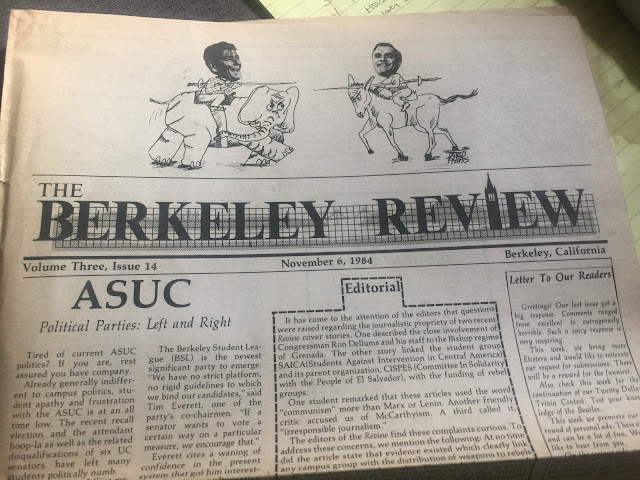 THE
BERKELEY REVIEW
Volume Three, Issue 14
November 6, 1984
Berkeley, California
ASUC
Political Parties: Left and Right
Tired of current ASUC
politics? If you are, rest
assured you have company.
Already generally indiffer-
ent to campus politics, stu-
dent apathy and frustration
with the ASUC is at an all
time low. The recent recall
election and the attendant
hoop-la as well as the related
disqualifications of six UC
senators have left many
students politically numb.
The Berkeley Student Lea-
gue (BSL) is the newest
significant party to emerge.
"We have no strict platform,
no rigid guidelines to which
we bind our candidates," said
Tim Everett, one of the
party's co-chairmen. "If a
senator wants to vote a
certain way on a particular
measure, we encourage that."
Everett cites a waning of
confidence in the present
system that got him interest-
Editorial
It has come to the attention of the editors that questions
were raised regarding the journalistic propriety of two recent
Review cover stories. One described the close involvement of
Congressman Ron Dellums and his staff to the Bishop regime
of Grenada. The other story linked the student group,
SAICA(Students Against Intervention in Central America)
and its parent organization, CISPES (Committee In Solidarity
with the People of El Salvador), with the funding of rebel
groups.
One student remarked that these articles used the word
"communism" more than Marx or Lenin. Another friendly
critic accused us of McCarthyism. A third called it,
"irresponsible journalism."
The editors of the Review find these complaints curious. To
address these concerns, we mention the following: At no time
did the article state that evidence existed which clearly links
any campus group with the distribution of weapons to rebels
Letter To Our Readers
Greetings! Our last issue got a
big response. Comments ranged
from excellent to outrageously
horrible. Such a spicy response is
very inspiring.
This week, we bring more
and would like to reiterate
our request for submissions. There
will be a reward for the funniest.
Also check this week for
continuation of our Twenty Dollar
Trivia Contest. Test your know-
ledge of the Beatles.
This week we premiere our
round of personal ads. These
and can be a lot of fun.
like to hear from you.